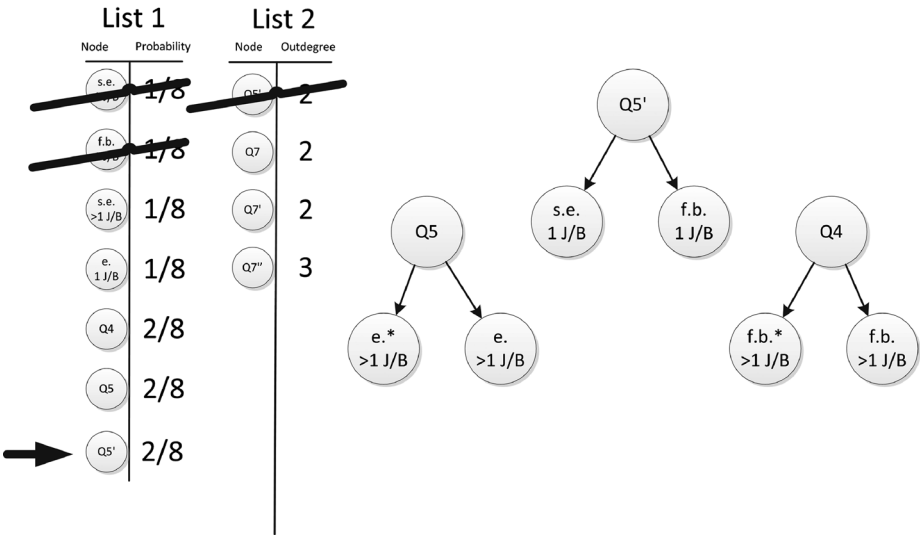 List 1
List 2
Node Probability
Node Outdegree
s.e. 1/8
Q5' 2
f.b. 1/8
Q7 2
s.e.
>1 J/B 1/8
Q7' 2
e.
1 J/B 1/8
Q7'' 3
Q4 2/8
Q5 2/8
Q5' 2/8
Q5'
s.e.
1 J/B
f.b.
1 J/B
Q5
e.*
>1 J/B
e.
>1 J/B
Q4
f.b.*
>1 J/B
f.b.
>1 J/B